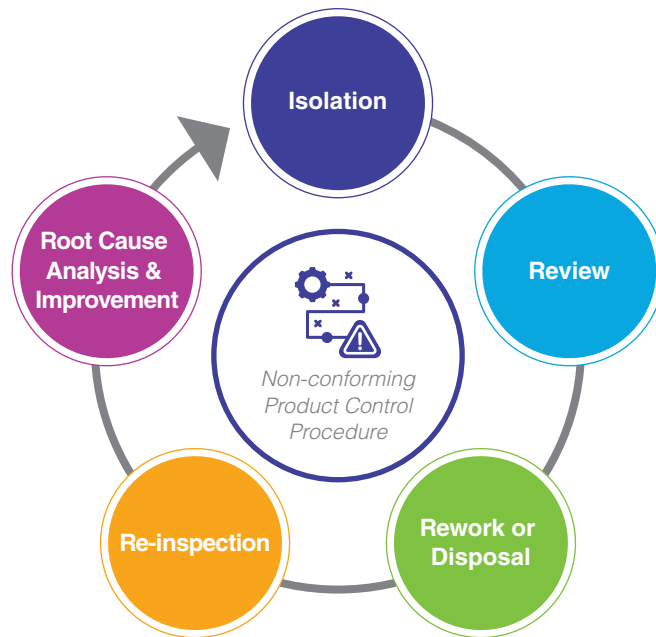 Isolation
Review
Rework or
Disposal
Re-inspection
Root Cause
Analysis &
Improvement
Non-conforming
Product Control
Procedure